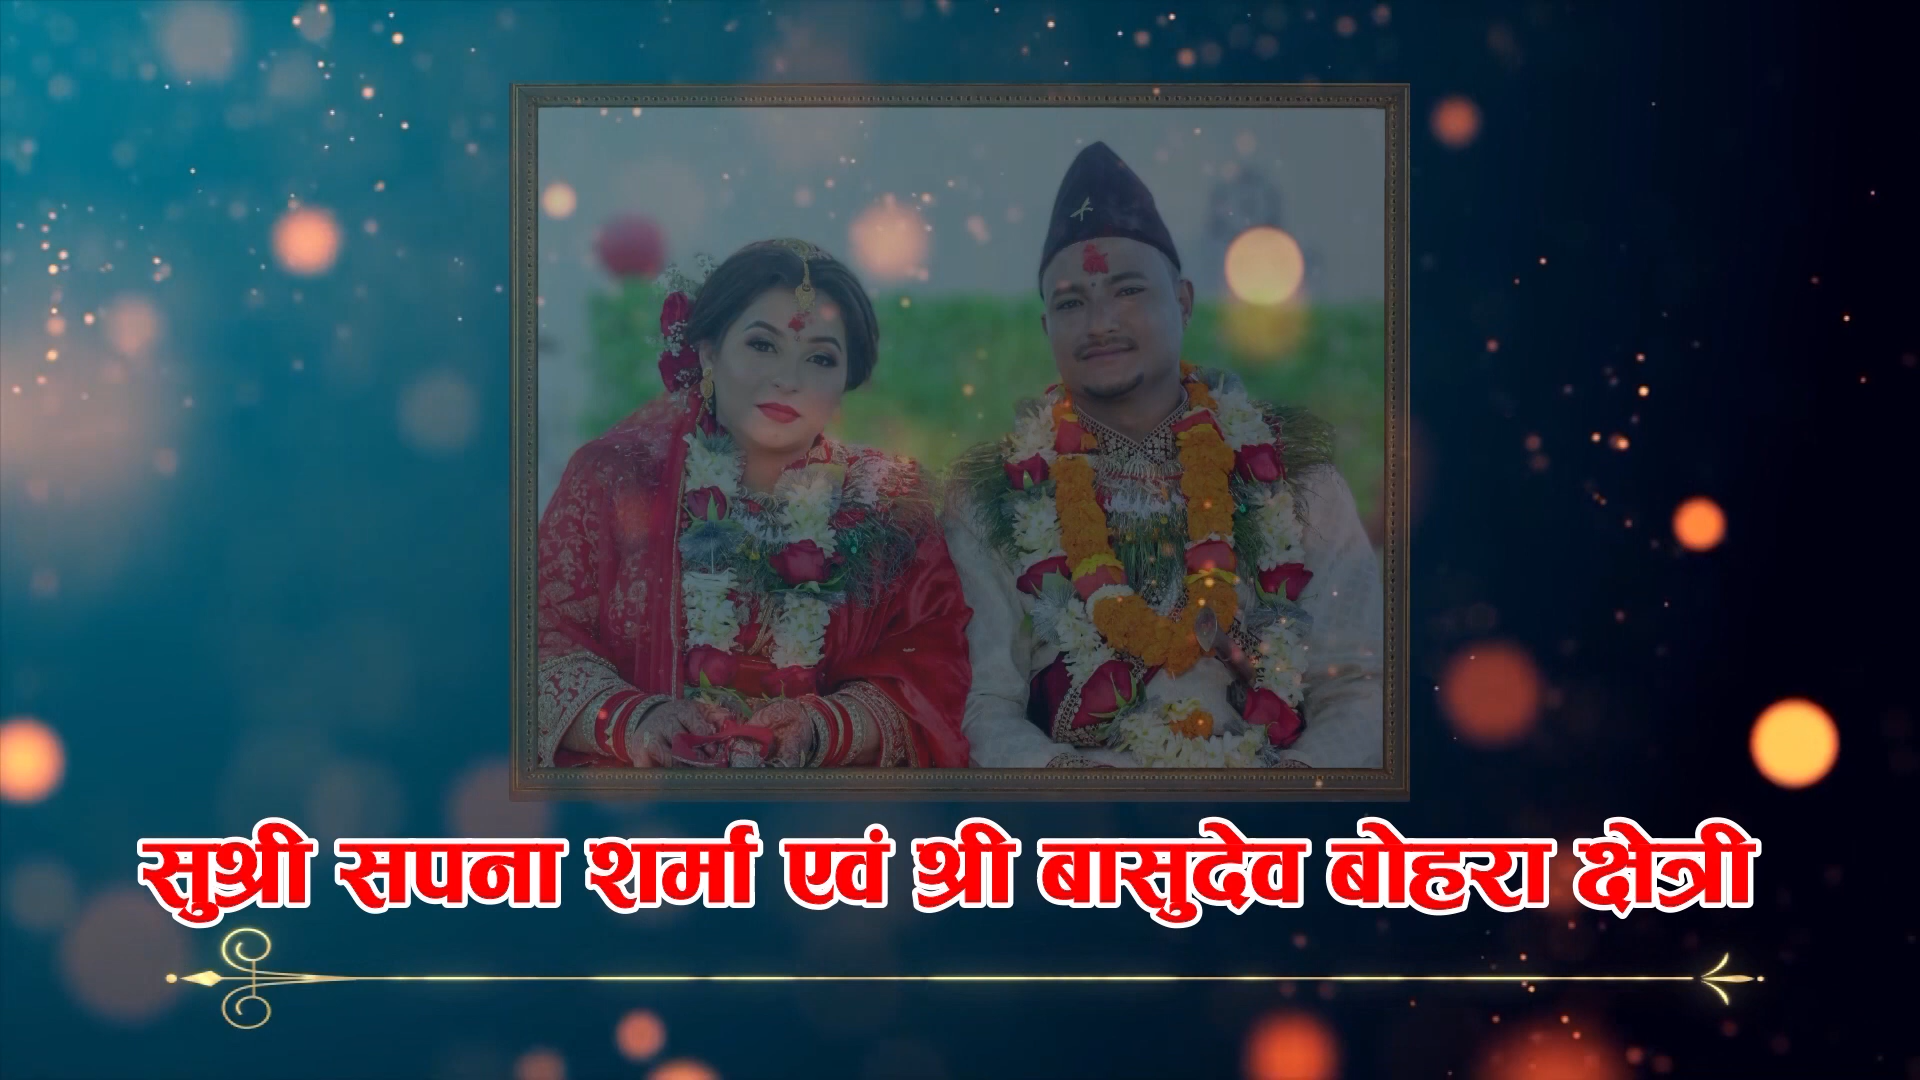 सुश्री सपना शर्मा एवं श्री बासुदेव बोहरा क्षेत्री